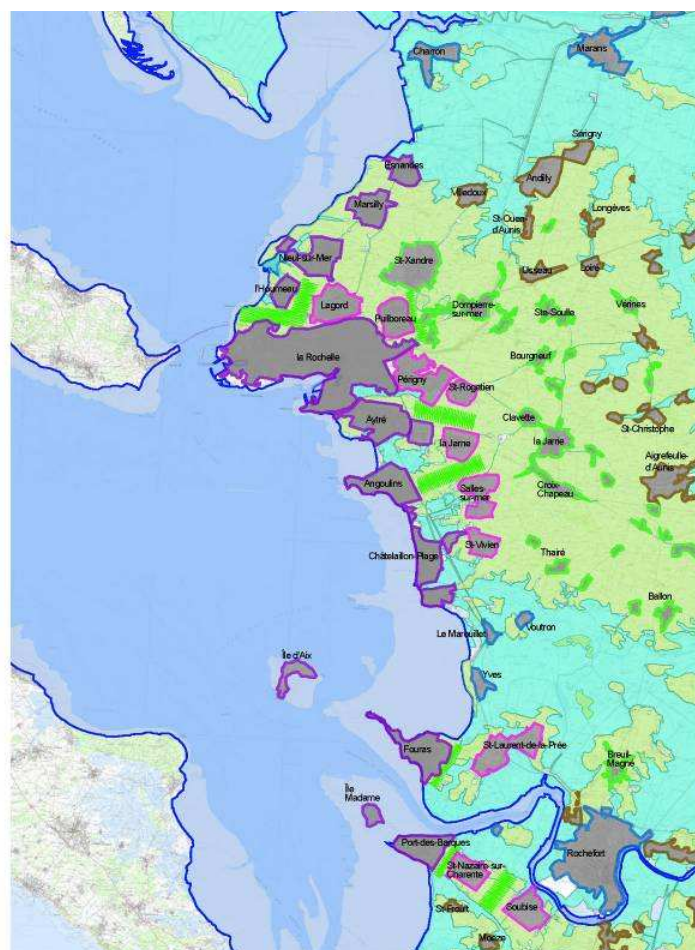 Charron
Marans
Sérigny
Esnandes
Andilly
Villedoux
Marsilly
Longèves
St-Ouen-
d'Aunis
Nieul-sur-Mer
St-Xandre
Usseau
Loiré
l'Houmeau
Lagord
Puilboreau
Dompierre-
sur-mer
Ste-Soulle
Vérines
la Rochelle
Bourgneuf
Périgny
St-Rogatien
Aytré
Clavette
St-Christophe
la Jarne
la Jarrie
Aigrefeuille-
d'Aunis
Angoulins
Salles-
sur-mer
Croix-
Chapeau
St-Vivien
Châtelaillon-Plage
Thairé
Ballon
Le Marouillet
Voutron
Île d'Aix
Yves
Fouras
St-Laurent-de-la-Prée
Breuil-
Magné
Île
Madame
Port-des-Barques
Rochefort
St-Nazaire-sur-
Charente
St-Froult
Soubise
Moëze